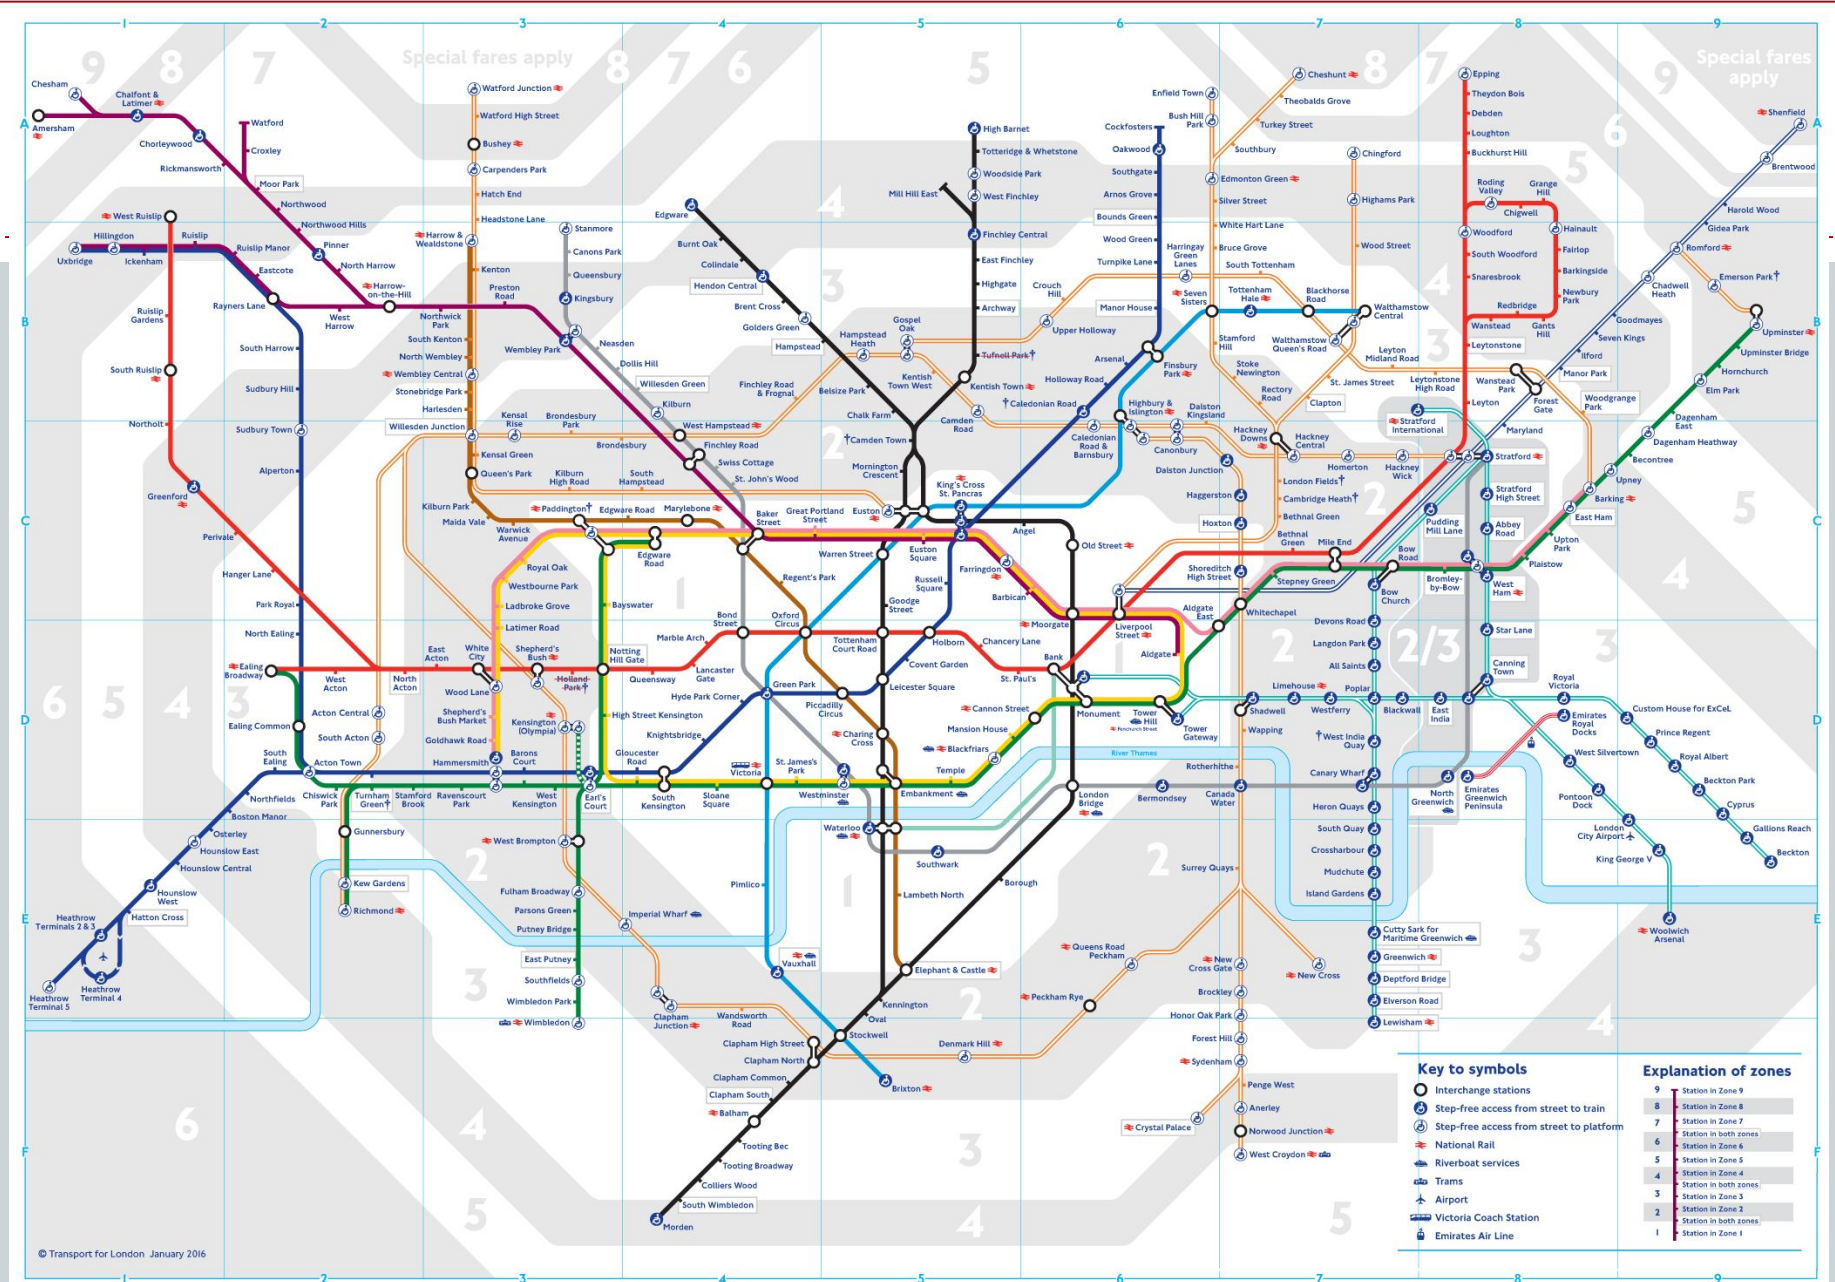 1 2 3 4 5 6 7 8 9
A
B
C
D
E
F
9
8
7
Special fares apply
8
7
6
5
8
7
9
Special fares
apply
6
5
Chesham
Chalfont &
Latimer
Amersham
Chorleywood
Rickmansworth
Watford
Croxley
Moor Park
Northwood
Northwood Hills
Pinner
North Harrow
Harrow-
on-the-Hill
West Ruislip
Hillingdon
Ruislip
Uxbridge
Ickenham
Ruislip Manor
Eastcote
Rayners Lane
West
Harrow
Ruislip
Gardens
South Ruislip
Northolt
Greenford
Perivale
Hanger Lane
South Harrow
Sudbury Hill
Sudbury Town
Alperton
Park Royal
North Ealing
Ealing
Broadway
West
Acton
North
Acton
East
Acton
White
City
Shepherd's
Bush
Holland
Park†
Notting
Hill Gate
Queensway
Lancaster
Gate
Marble Arch
Bond
Street
Oxford
Circus
Tottenham
Court Road
Holborn
Chancery Lane
St. Paul's
Bank
Liverpool
Street
Bethnal
Green
Mile End
Stratford
Leyton
Leytonstone
Wanstead
Redbridge
Gants
Hill
Newbury
Park
Barkingside
Fairlop
Hainault
Grange
Hill
Chigwell
Roding
Valley
Woodford
South Woodford
Snaresbrook
Buckhurst Hill
Loughton
Debden
Theydon Bois
Epping
Watford Junction
Watford High Street
Bushey
Carpenders Park
Hatch End
Headstone Lane
Harrow &
Wealdstone
Kenton
Preston
Road
Northwick
Park
South Kenton
North Wembley
Wembley Central
Stonebridge Park
Harlesden
Willesden Junction
Kensal Green
Queen's Park
Kilburn Park
Maida Vale
Warwick
Avenue
Paddington†
Edgware Road
Marylebone
Baker
Street
Great Portland
Street
Euston
Square
Regent's Park
Stanmore
Canons Park
Queensbury
Kingsbury
Wembley Park
Neasden
Dollis Hill
Willesden Green
Kilburn
West Hampstead
Finchley Road
Swiss Cottage
St. John's Wood
Kensal
Rise
Brondesbury
Park
Brondesbury
Kilburn
High Road
South
Hampstead
Finchley Road
& Frognal
Hampstead
Heath
Gospel
Oak
Kentish
Town West
Camden
Road
Caledonian
Road &
Barnsbury
Highbury &
Islington
Canonbury
Dalston
Kingsland
Dalston Junction
Haggerston
Hoxton
Shoreditch
High Street
Whitechapel
Edgware
Burnt Oak
Colindale
Hendon Central
Brent Cross
Golders Green
Hampstead
Belsize Park
Chalk Farm
†Camden Town
Mornington
Crescent
Euston
King's Cross
St. Pancras
Angel
Old Street
Mill Hill East
High Barnet
Totteridge & Whetstone
Woodside Park
West Finchley
Finchley Central
East Finchley
Highgate
Archway
Tufnell Park†
Kentish Town
Crouch
Hill
Upper Holloway
Harringay
Green
Lanes
South Tottenham
Cockfosters
Oakwood
Southgate
Arnos Grove
Bounds Green
Wood Green
Turnpike Lane
Manor House
Arsenal
Finsbury
Park
Holloway Road
†Caledonian Road
Enfield Town
Bush Hill
Park
Cheshunt
Theobalds Grove
Turkey Street
Southbury
Edmonton Green
Silver Street
White Hart Lane
Bruce Grove
Seven
Sisters
Tottenham
Hale
Blackhorse
Road
Walthamstow
Central
Walthamstow
Queen's Road
Chingford
Highams Park
Wood Street
Stamford
Hill
Stoke
Newington
Rectory
Road
Clapton
St. James Street
Leyton
Midland Road
Leytonstone
High Road
Wanstead
Park
Forest
Gate
Woodgrange
Park
Manor Park
Ilford
Seven Kings
Goodmayes
Chadwell
Heath
Romford
Gidea Park
Harold Wood
Brentwood
Shenfield
Emerson Park†
Upminster
Upminster Bridge
Hornchurch
Elm Park
Dagenham
East
Dagenham Heathway
Becontree
Upney
Barking
East Ham
Upton
Park
Plaistow
West
Ham
Bromley-
by-Bow
Bow
Road
Bow
Church
Stepney Green
Hackney
Downs
Hackney
Central
Homerton
Hackney
Wick
London Fields†
Cambridge Heath†
Bethnal Green
Stratford
International
Maryland
Stratford
High Street
Abbey
Road
Pudding
Mill Lane
Star Lane
Canning
Town
Royal
Victoria
Custom House for ExCeL
Prince Regent
Royal Albert
Beckton Park
Cyprus
Gallions Reach
Beckton
Emirates
Royal
Docks
West Silvertown
Pontoon
Dock
London
City Airport
King George V
Woolwich
Arsenal
Emirates
Greenwich
Peninsula
North
Greenwich
Devons Road
Langdon Park
All Saints
Poplar
Limehouse
Westferry
Blackwall
East
India
†West India
Quay
Canary Wharf
Heron Quays
South Quay
Crossharbour
Mudchute
Island Gardens
Cutty Sark for
Maritime Greenwich
Greenwich
Deptford Bridge
Elverson Road
Lewisham
Shadwell
Wapping
Rotherhithe
Canada
Water
Surrey Quays
Bermondsey
London
Bridge
Tower
Hill
Fenchurch Street
Tower
Gateway
Monument
Cannon Street
Mansion House
Blackfriars
Temple
Embankment
Westminster
St. James's
Park
Victoria
Sloane
Square
South
Kensington
Gloucester
Road
High Street Kensington
Knightsbridge
Hyde Park Corner
Green Park
Piccadilly
Circus
Leicester Square
Covent Garden
Charing
Cross
Russell
Square
Goodge
Street
Warren Street
Farringdon
Barbican
Moorgate
Aldgate
Aldgate
East
Royal Oak
Westbourne Park
Ladbroke Grove
Latimer Road
Wood Lane
Shepherd's
Bush Market
Goldhawk Road
Hammersmith
Bayswater
Edgware
Road
Kensington
(Olympia)
Barons
Court
West
Kensington
Earl's
Court
Ravenscourt
Park
Stamford
Brook
Turnham
Green†
Chiswick
Park
Acton Town
Acton Central
South Acton
Ealing Common
South
Ealing
Northfields
Boston Manor
Osterley
Hounslow East
Hounslow Central
Hounslow
West
Hatton Cross
Heathrow
Terminals 2 & 3
Heathrow
Terminal 4
Heathrow
Terminal 5
Gunnersbury
Kew Gardens
Richmond
West Brompton
Fulham Broadway
Parsons Green
Putney Bridge
East Putney
Southfields
Wimbledon Park
Wimbledon
Imperial Wharf
Clapham
Junction
Wandsworth
Road
Clapham High Street
Clapham North
Clapham Common
Clapham South
Balham
Tooting Bec
Tooting Broadway
Colliers Wood
South Wimbledon
Morden
Pimlico
Vauxhall
Stockwell
Brixton
Oval
Kennington
Elephant & Castle
Lambeth North
Borough
Waterloo
Southwark
River Thames
Denmark Hill
Peckham Rye
Queens Road
Peckham
New
Cross Gate
New Cross
Brockley
Honor Oak Park
Forest Hill
Sydenham
Penge West
Anerley
Crystal Palace
Norwood Junction
West Croydon
2/3
Key to symbols
Interchange stations
Step-free access from street to train
Step-free access from street to platform
National Rail
Riverboat services
Trams
Airport
Victoria Coach Station
Emirates Air Line
Explanation of zones
9 Station in Zone 9
8 Station in Zone 8
7 Station in Zone 7
Station in both zones
6 Station in Zone 6
5 Station in Zone 5
4 Station in Zone 4
Station in both zones
3 Station in Zone 3
2 Station in Zone 2
Station in both zones
1 Station in Zone 1
© Transport for London January 2016